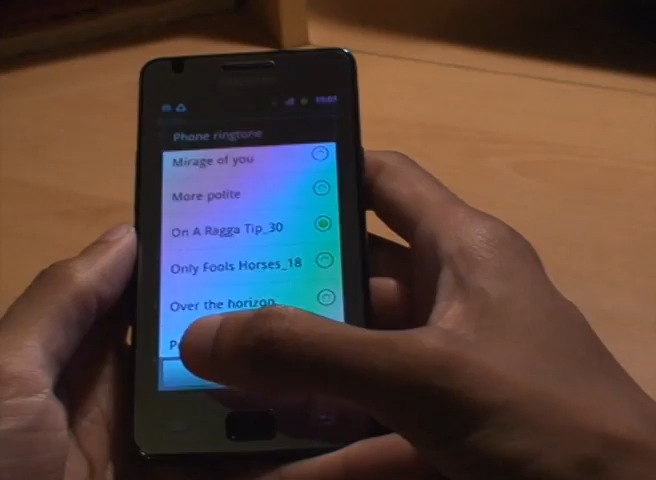 Phone ringtone
Mirage of you
More polite
On A Ragga Tip_30
Only Fools Horses_18
Over the horizon